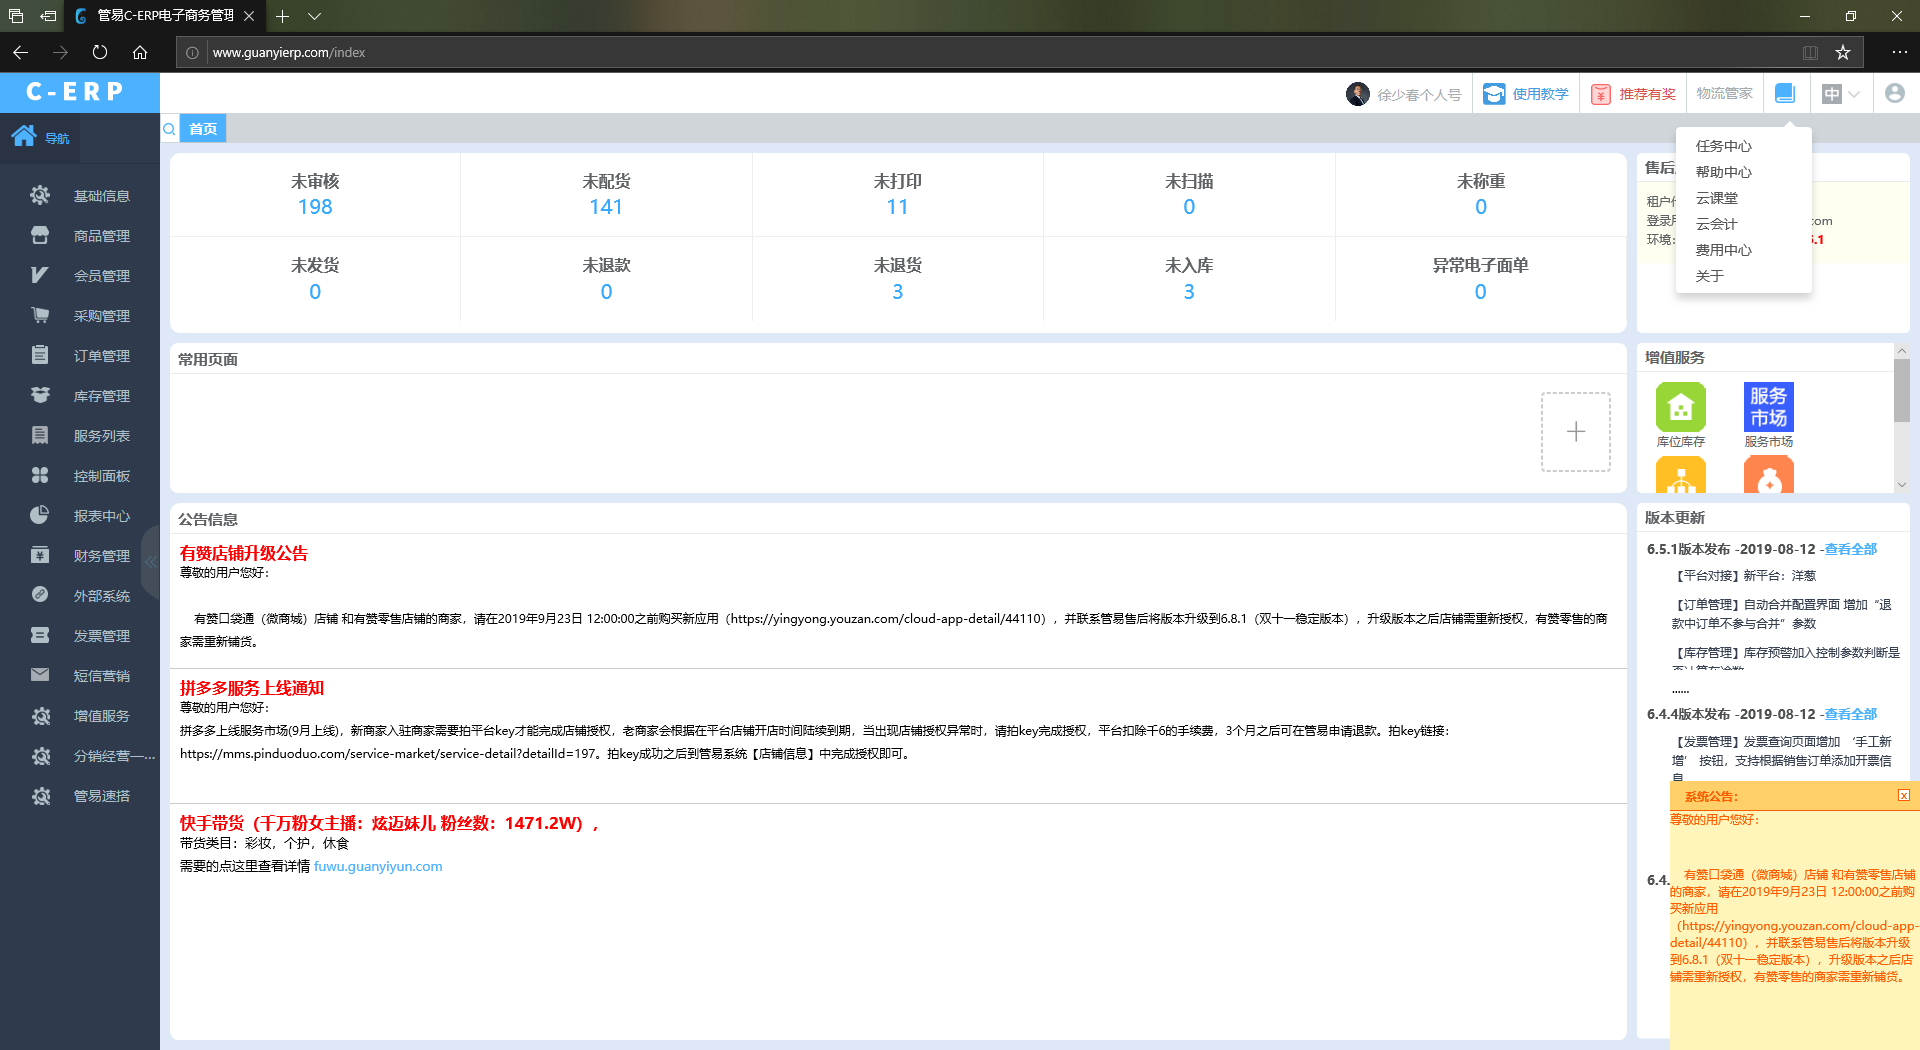 管易C-ERP电子商务管理
www.guanyierp.com/index
C-ERP
徐少春个人号
使用教学
推荐有奖
物流管家
中
导航
首页
任务中心
帮助中心
云课堂
云会计
费用中心
关于
基础信息
商品管理
会员管理
采购管理
订单管理
库存管理
服务列表
控制面板
报表中心
财务管理
外部系统
发票管理
短信营销
增值服务
分销经营一...
管易速搭
未审核
198
未配货
141
未打印
11
未扫描
0
未称重
0
未发货
0
未退款
0
未退货
3
未入库
3
异常电子面单
0
售后
租户
登录
.com
环境:
.1
常用页面
增值服务
服务
市场
库位库存
服务市场
公告信息
有赞店铺升级公告
尊敬的用户您好：
有赞口袋通（微商城）店铺 和有赞零售店铺的商家，请在2019年9月23日 12:00:00之前购买新应用（https://yingyong.youzan.com/cloud-app-detail/44110），并联系管易售后将版本升级到6.8.1（双十一稳定版本），升级版本之后店铺需重新授权，有赞零售的商
家需重新铺货。
拼多多服务上线通知
尊敬的用户您好：
拼多多上线服务市场(9月上线)，新商家入驻商家需要拍平台key才能完成店铺授权，老商家会根据在平台店铺开店时间陆续到期，当出现店铺授权异常时，请拍key完成授权，平台扣除千6的手续费，3个月之后可在管易申请退款。拍key链接：
https://mms.pinduoduo.com/service-market/service-detail?detailId=197。拍key成功之后到管易系统【店铺信息】中完成授权即可。
快手带货（千万粉女主播：炫迈妹儿 粉丝数：1471.2W），
带货类目：彩妆，个护，休食
需要的点这里查看详情 fuwu.guanyiyun.com
版本更新
6.5.1版本发布 -2019-08-12 -查看全部
【平台对接】新平台：洋葱
【订单管理】自动合并配置界面 增加“退
款中订单不参与合并”参数
【库存管理】库存预警加入控制参数判断是
......
6.4.4版本发布 -2019-08-12 -查看全部
【发票管理】发票查询页面增加 ‘手工新
增’ 按钮，支持根据销售订单添加开票信
息
6.4.
系统公告：
尊敬的用户您好：
有赞口袋通（微商城）店铺 和有赞零售店铺
的商家，请在2019年9月23日 12:00:00之前购
买新应用
（https://yingyong.youzan.com/cloud-app-
detail/44110），并联系管易售后将版本升级
到6.8.1（双十一稳定版本），升级版本之后店
铺需重新授权，有赞零售的商家需重新铺货。